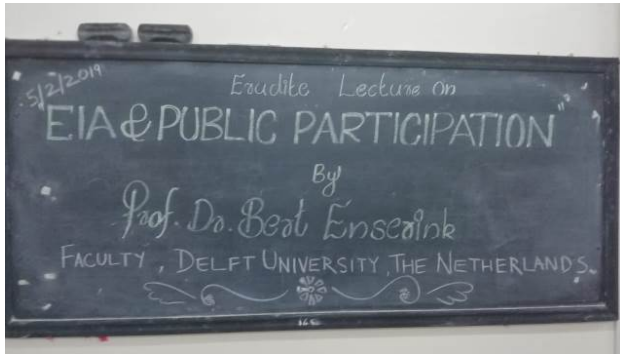 5/2/2019
Erudite Lecture on
"EIA & PUBLIC PARTICIPATION"
By
Prof. Dr. Bert Enserink
FACULTY, DELFT UNIVERSITY, THE NETHERLANDS.